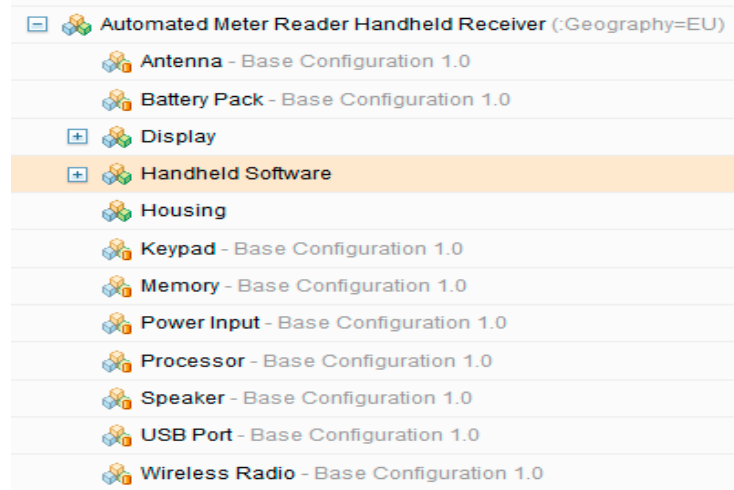 Automated Meter Reader Handheld Receiver (:Geography=EU)
Antenna - Base Configuration 1.0
Battery Pack - Base Configuration 1.0
Display
Handheld Software
Housing
Keypad - Base Configuration 1.0
Memory - Base Configuration 1.0
Power Input - Base Configuration 1.0
Processor - Base Configuration 1.0
Speaker - Base Configuration 1.0
USB Port - Base Configuration 1.0
Wireless Radio - Base Configuration 1.0